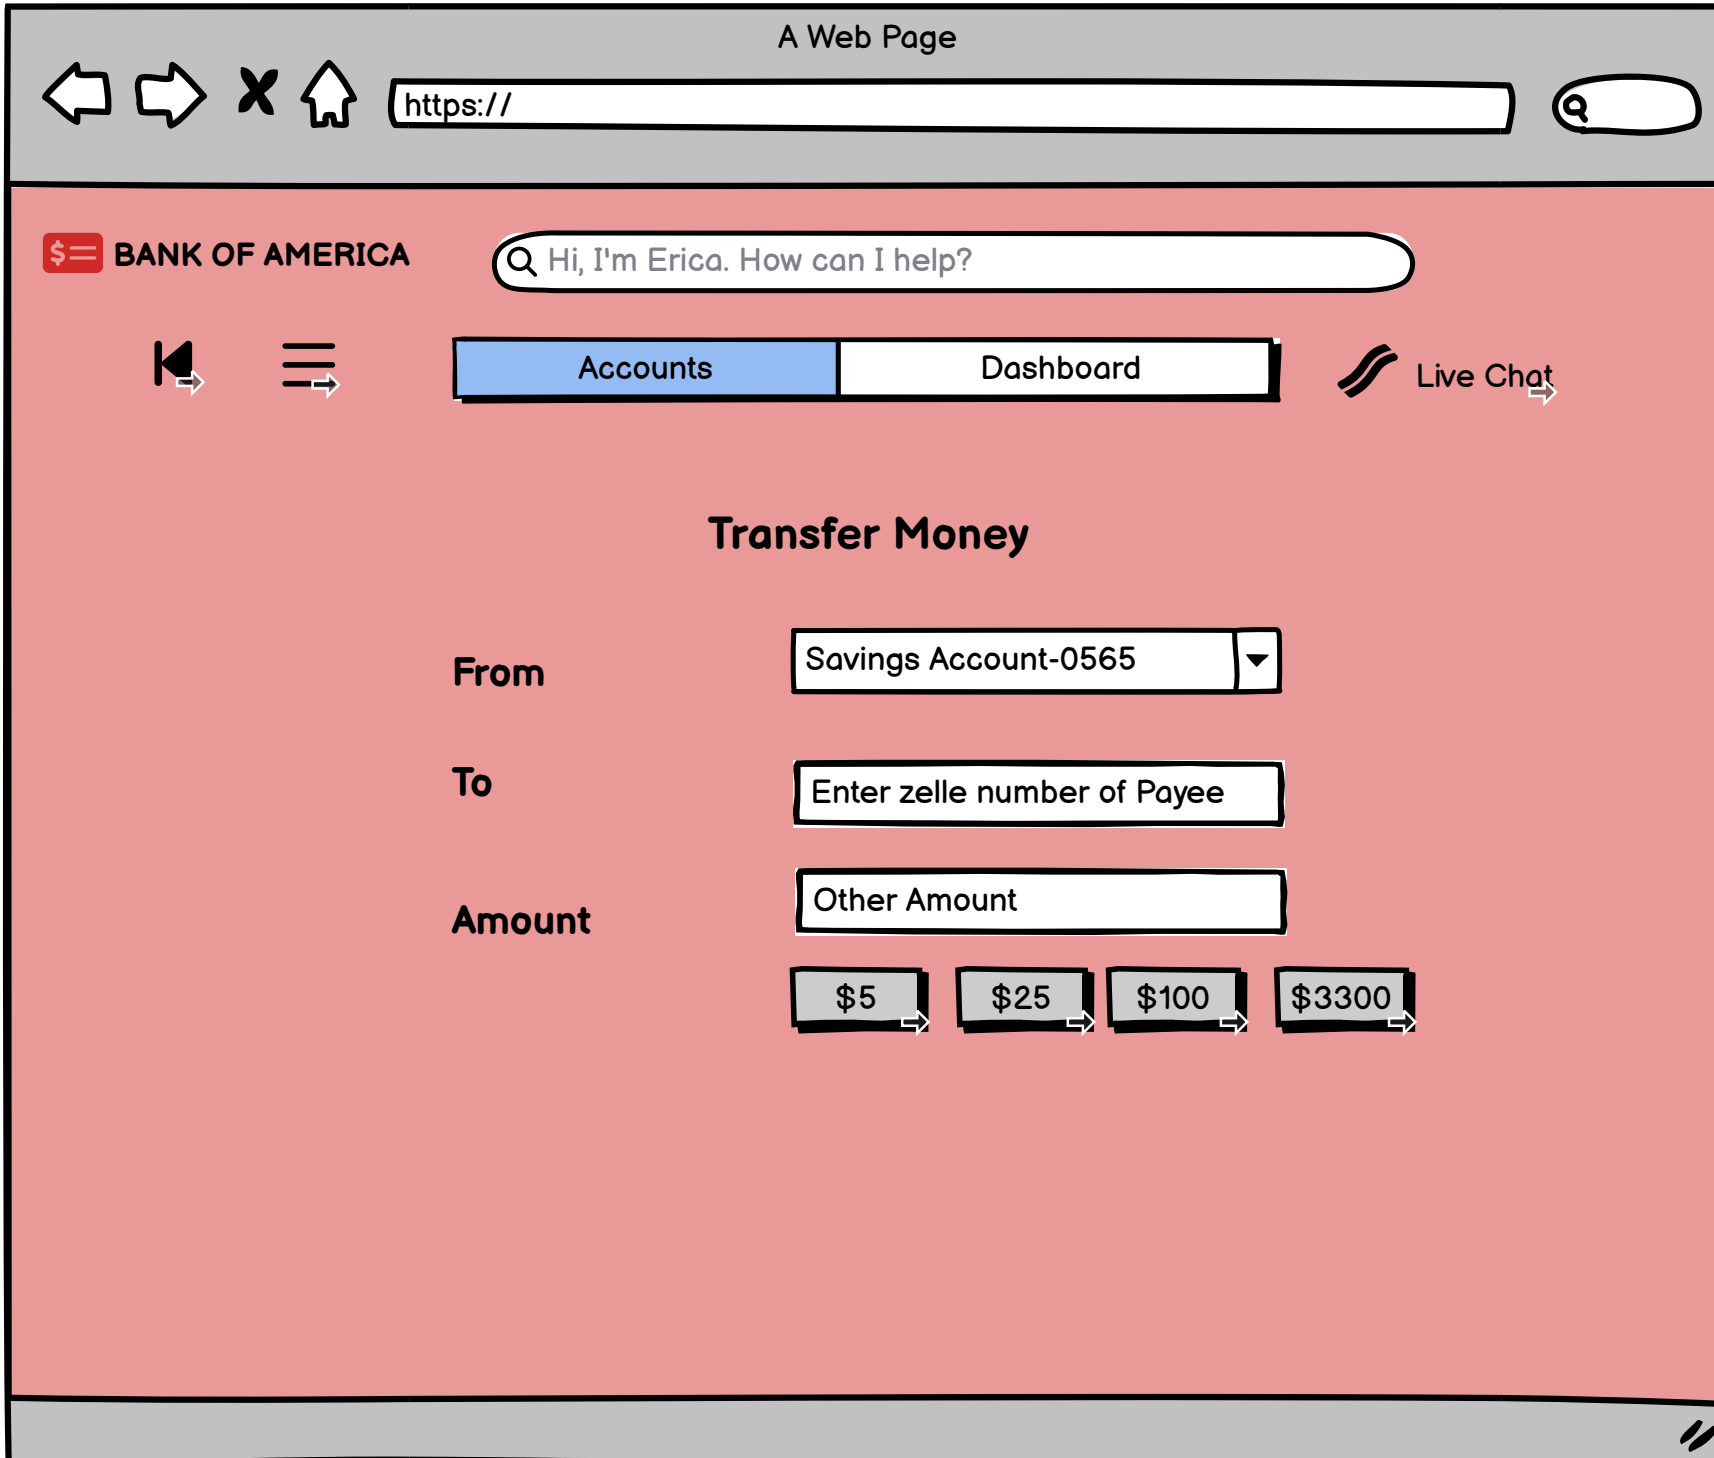 A Web Page
https://
$
BANK OF AMERICA
Hi, I'm Erica. How can I help?
Accounts
Dashboard
Live Chat
Transfer Money
From
Savings Account-0565
To
Enter zelle number of Payee
Amount
Other Amount
$5
$25
$100
$3300